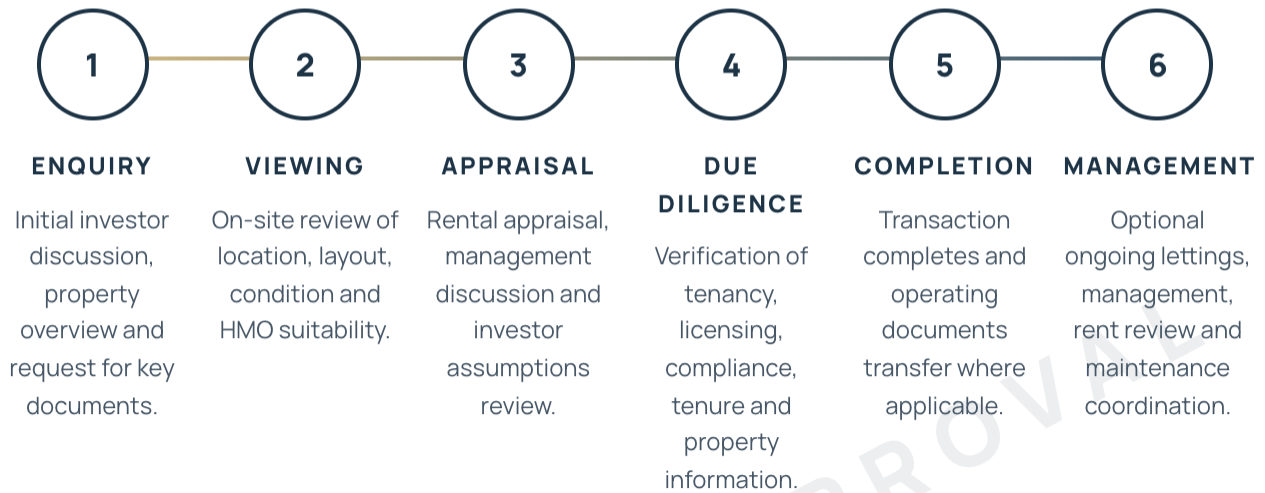 1
2
3
4
5
6
ENQUIRY
Initial investor
discussion,
property
overview and
request for key
documents.
VIEWING
On-site review of
location, layout,
condition and
HMO suitability.
APPRAISAL
Rental appraisal,
management
discussion and
investor
assumptions
review.
DUE
DILIGENCE
Verification of
tenancy,
licensing,
compliance,
tenure and
property
information.
COMPLETION
Transaction
completes and
operating
documents
transfer where
applicable.
MANAGEMENT
Optional
ongoing lettings,
management,
rent review and
maintenance
coordination.
PROVAL